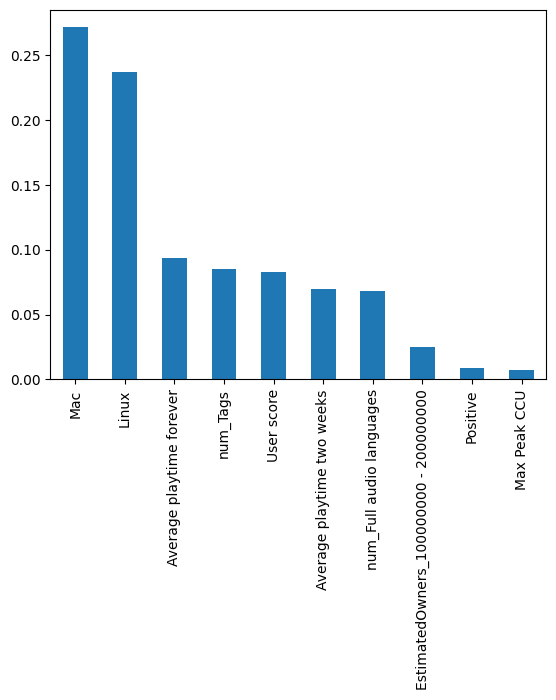 0.25
0.20
0.15
0.10
0.05
0.00
Mac
Linux
Average playtime forever
num_Tags
User score
Average playtime two weeks
num_Full audio languages
EstimatedOwners_100000000 - 200000000
Positive
Max Peak CCU